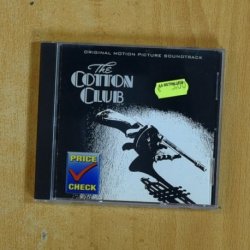 ORIGINAL MOTION PICTURE SOUNDTRACK
The
COTTON
CLUB
PRICE
CHECK